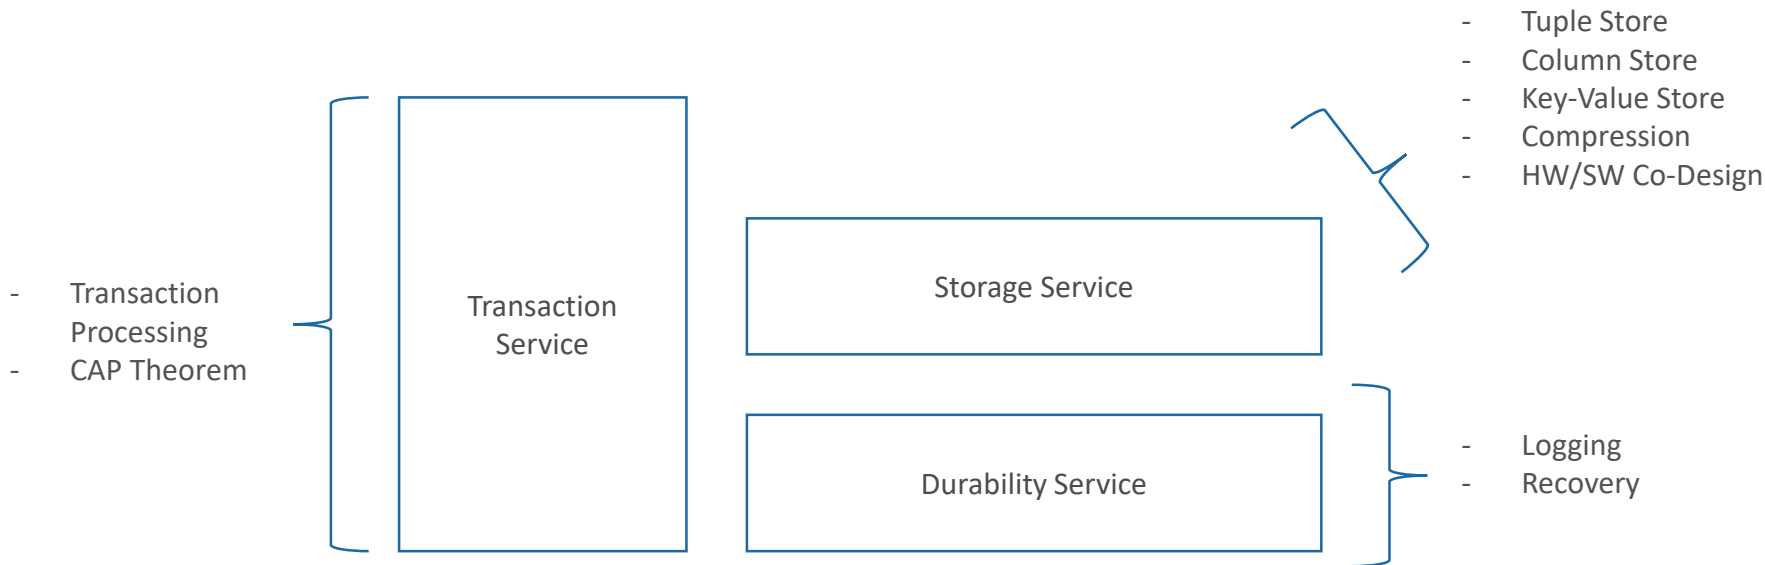 - Tuple Store
- Column Store
- Key-Value Store
- Compression
- HW/SW Co-Design
- Transaction
Processing
- CAP Theorem
Transaction
Service
Storage Service
Durability Service
- Logging
- Recovery